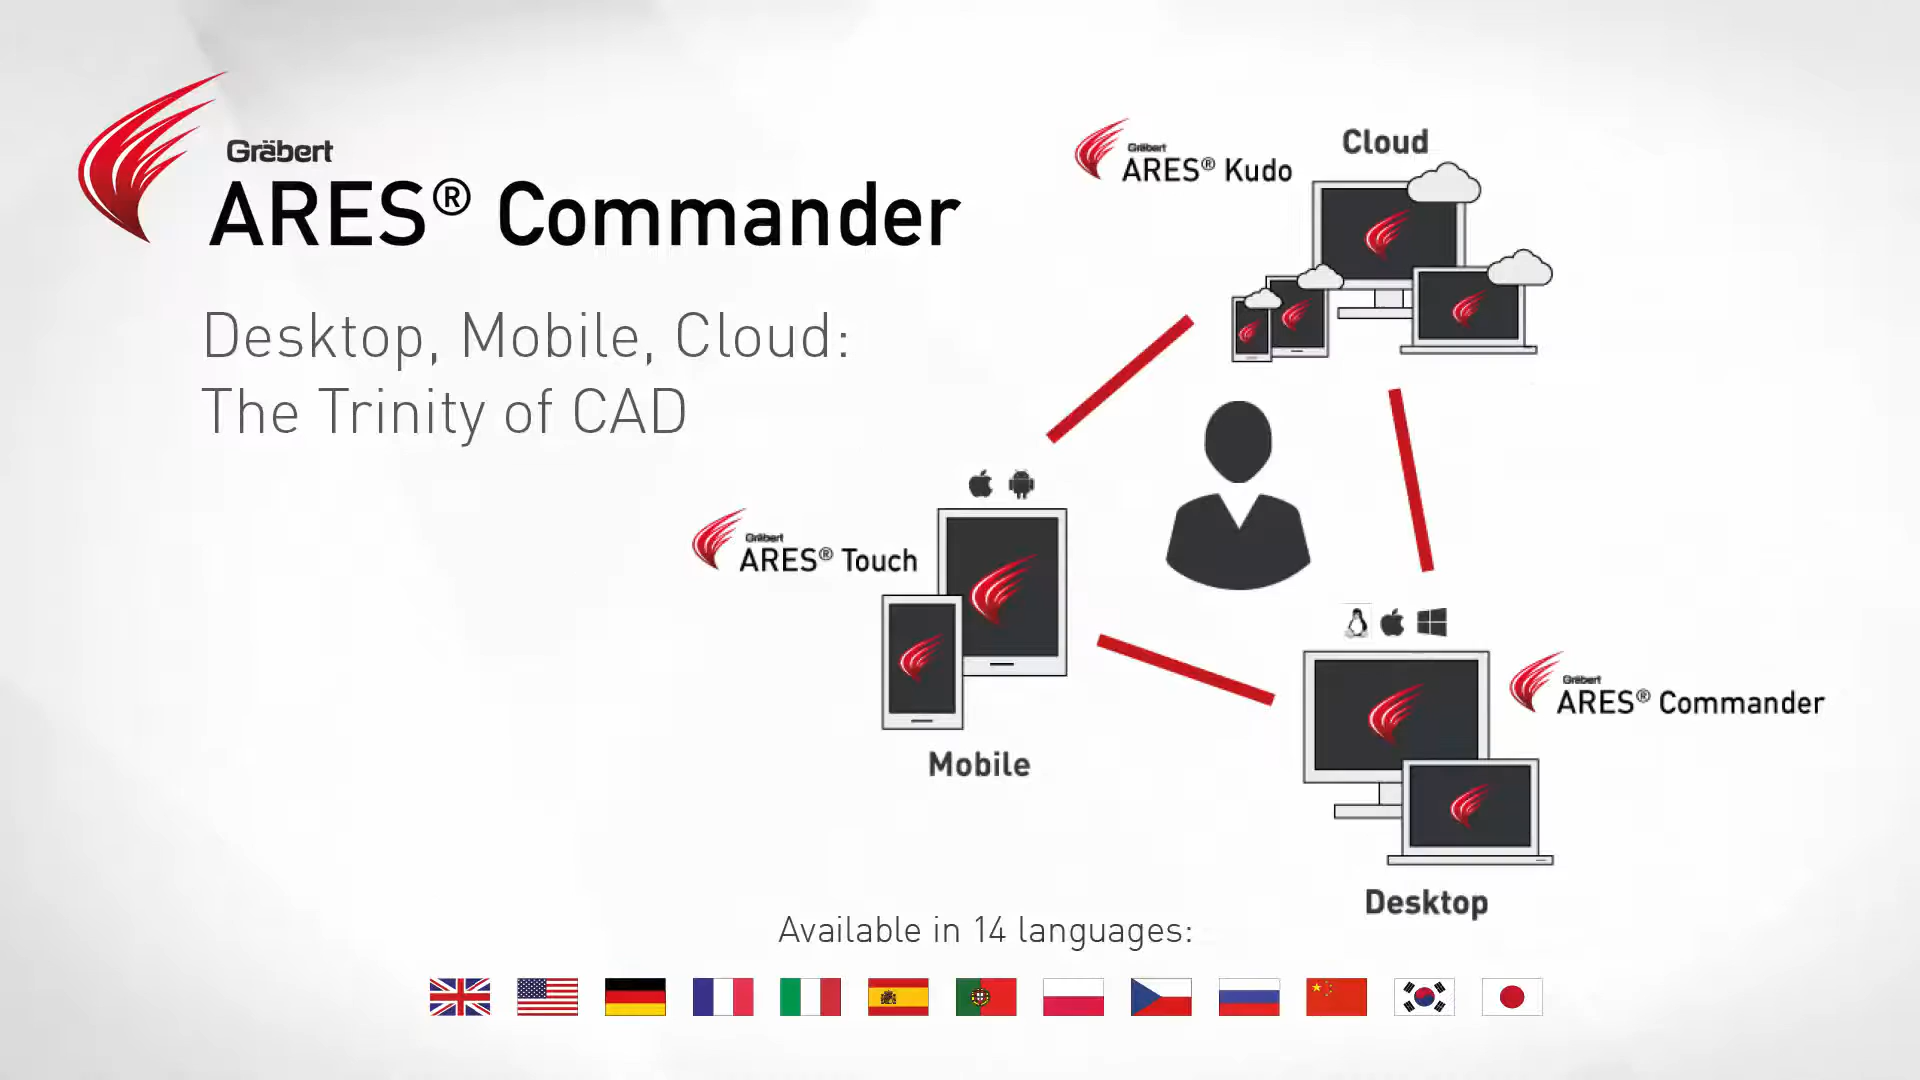 Gräbert
ARES® Commander
Desktop, Mobile, Cloud:
The Trinity of CAD
Cloud
Gräbert
ARES® Kudo
Gräbert
ARES® Touch
Mobile
Gräbert
ARES® Commander
Desktop
Available in 14 languages: